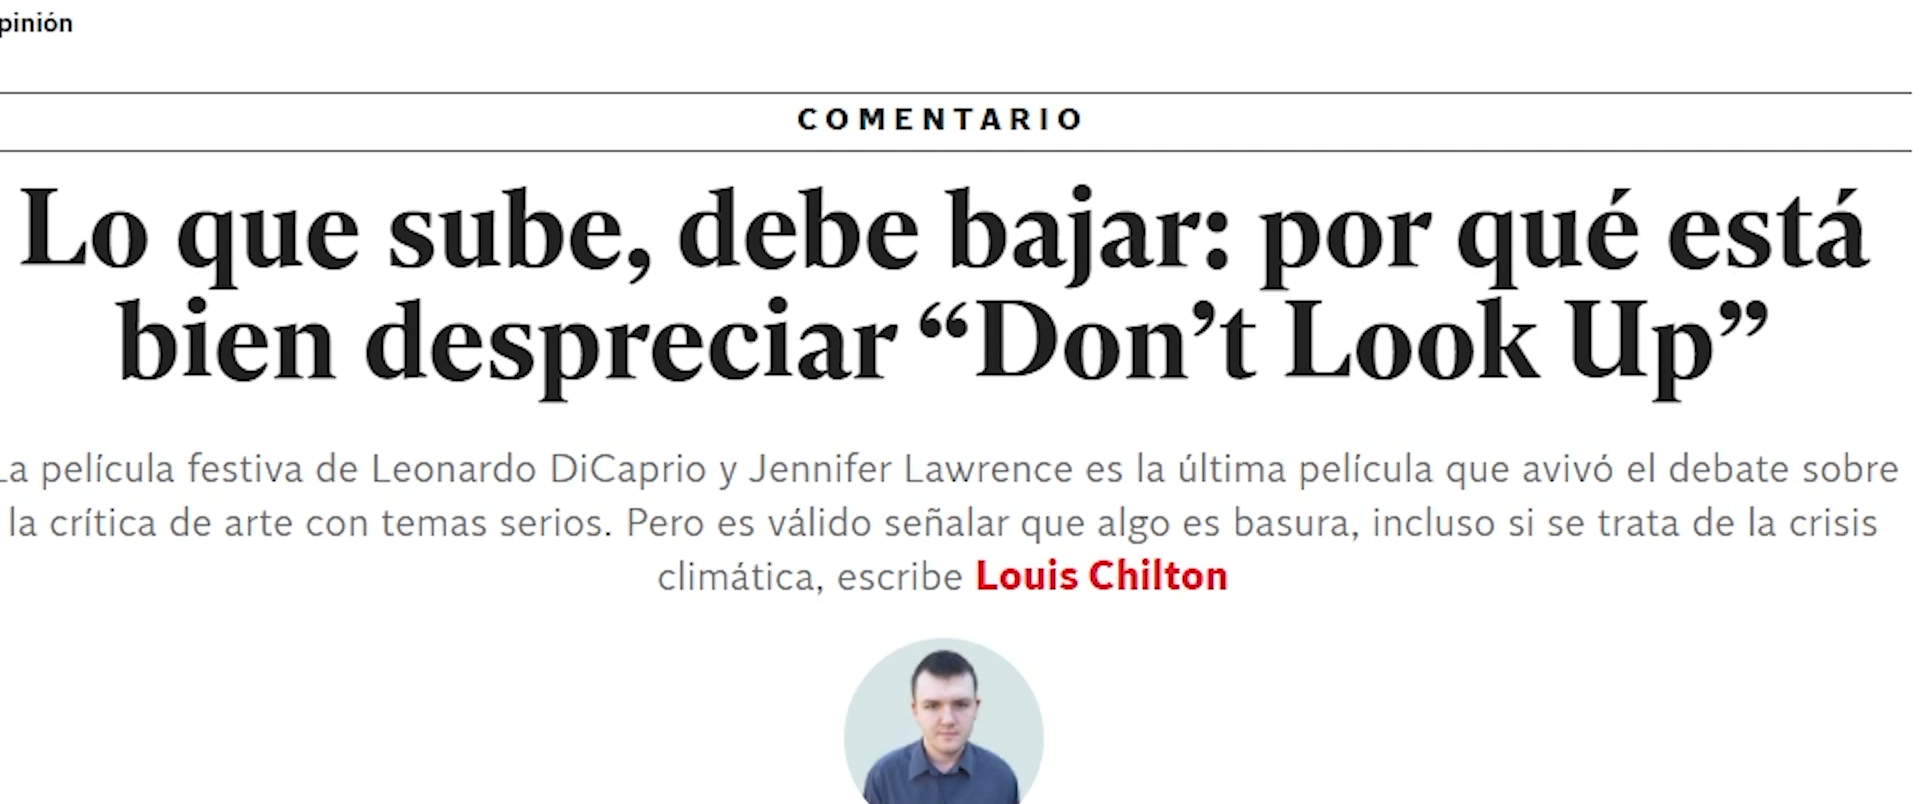 pinión
COMENTARIO
Lo que sube, debe bajar: por qué está
bien despreciar “Don’t Look Up”
La película festiva de Leonardo DiCaprio y Jennifer Lawrence es la última película que avivó el debate sobre
la crítica de arte con temas serios. Pero es válido señalar que algo es basura, incluso si se trata de la crisis
climática, escribe Louis Chilton